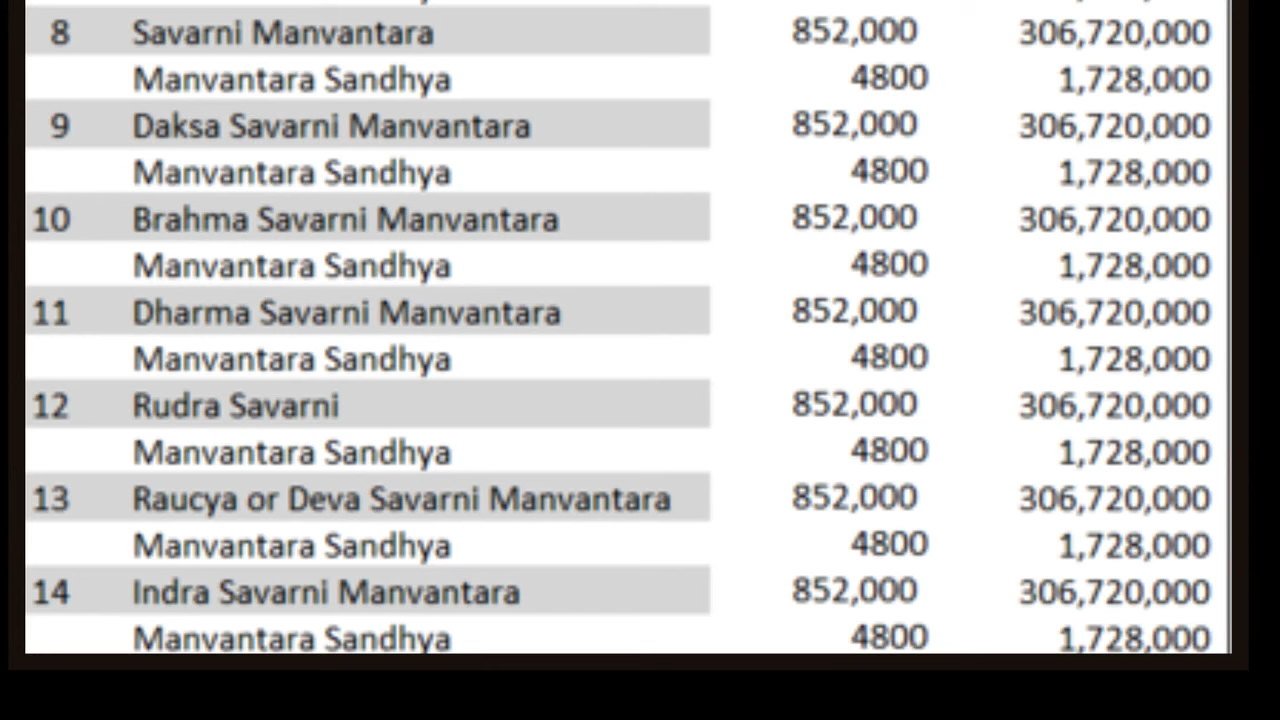 8 Savarni Manvantara 852,000 306,720,000
Manvantara Sandhya 4800 1,728,000
9 Daksa Savarni Manvantara 852,000 306,720,000
Manvantara Sandhya 4800 1,728,000
10 Brahma Savarni Manvantara 852,000 306,720,000
Manvantara Sandhya 4800 1,728,000
11 Dharma Savarni Manvantara 852,000 306,720,000
Manvantara Sandhya 4800 1,728,000
12 Rudra Savarni 852,000 306,720,000
Manvantara Sandhya 4800 1,728,000
13 Raucya or Deva Savarni Manvantara 852,000 306,720,000
Manvantara Sandhya 4800 1,728,000
14 Indra Savarni Manvantara 852,000 306,720,000
Manvantara Sandhya 4800 1,728,000